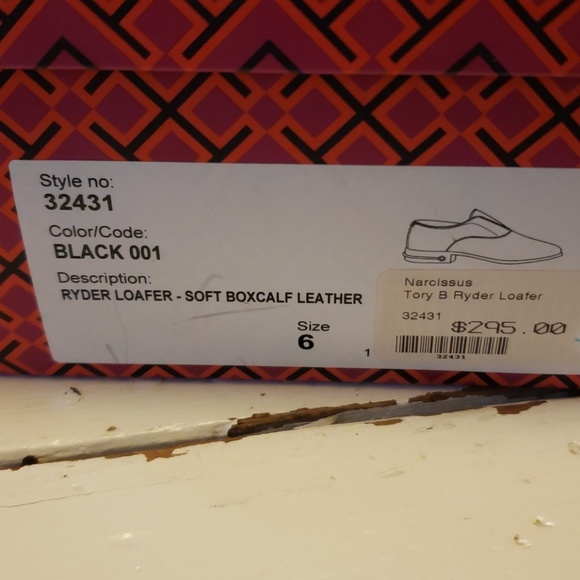 Style no:
32431
Color/Code:
BLACK 001
Description:
RYDER LOAFER - SOFT BOXCALF LEATHER
Size
6
1
Narcissus
Tory B Ryder Loafer
32431
$295.00
32431